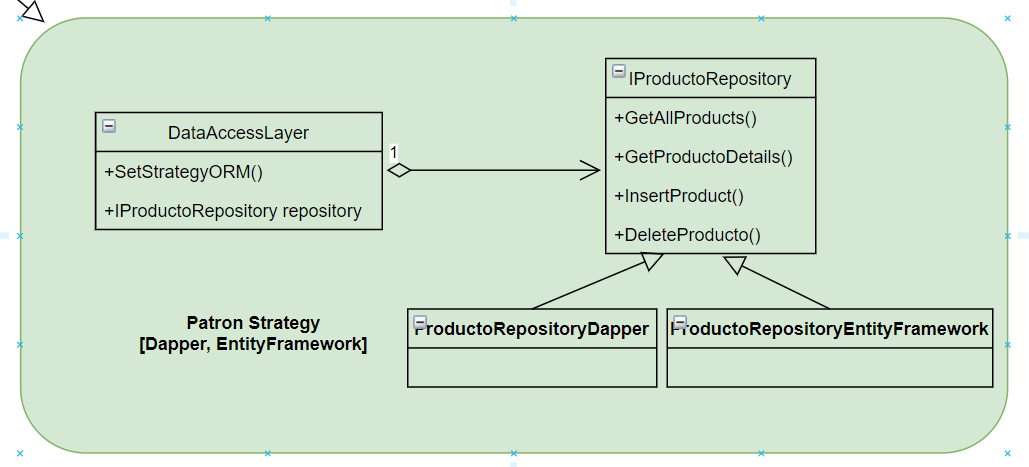 DataAccessLayer
+SetStrategyORM()
+IProductoRepository repository
1
IProductoRepository
+GetAllProducts()
+GetProductoDetails()
+InsertProduct()
+DeleteProducto()
Patron Strategy
[Dapper, EntityFramework]
ProductoRepositoryDapper
ProductoRepositoryEntityFramework